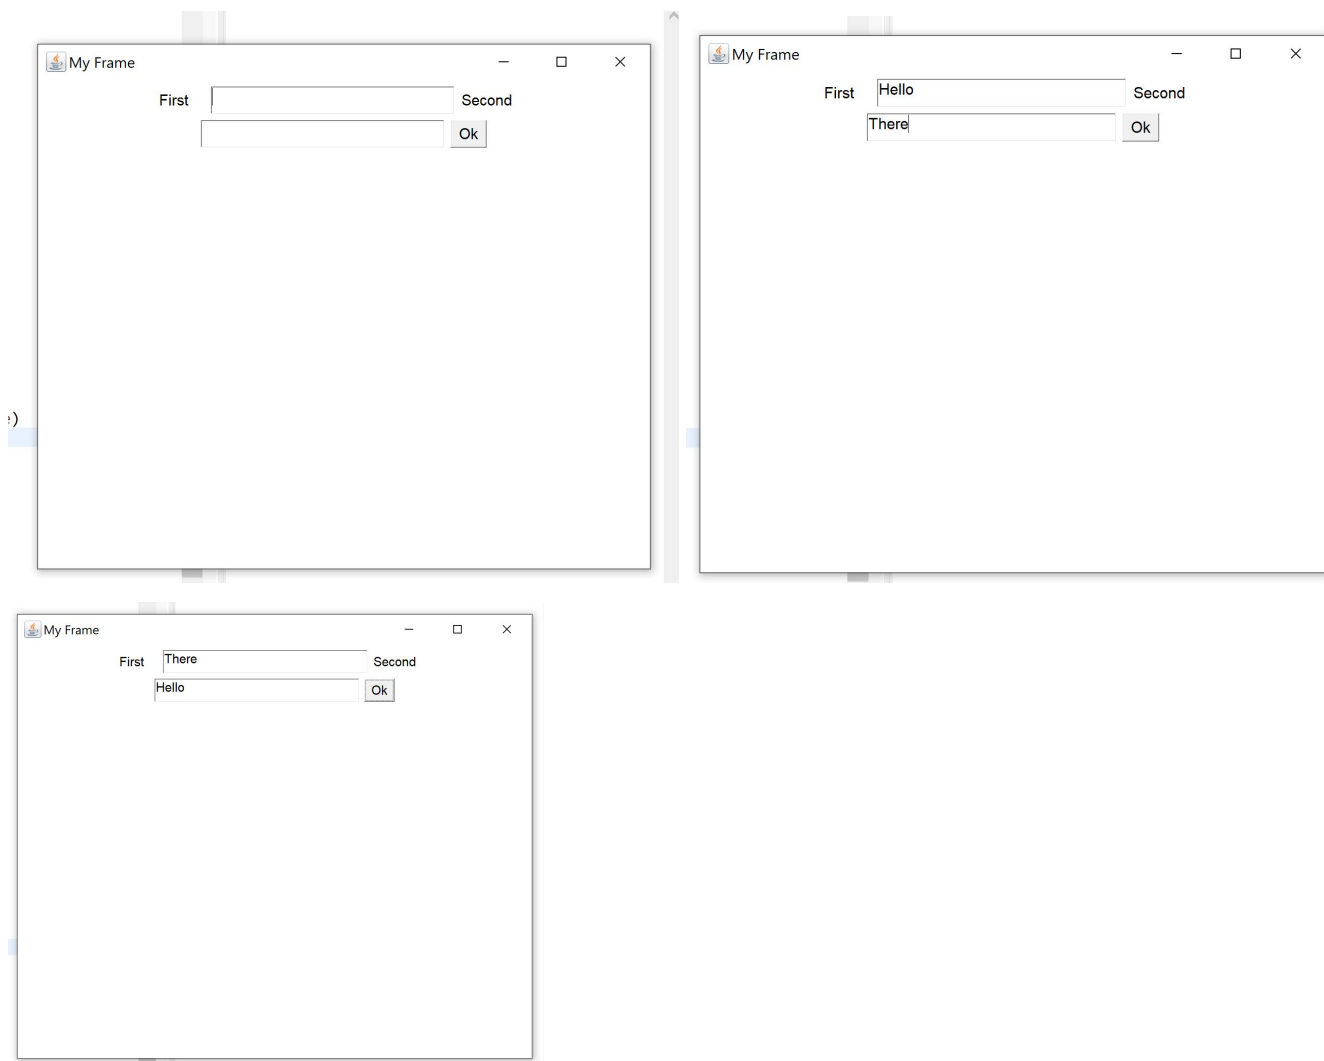 My Frame
First Second
Ok
My Frame
First Hello Second
There Ok
)
My Frame
First There Second
Hello Ok